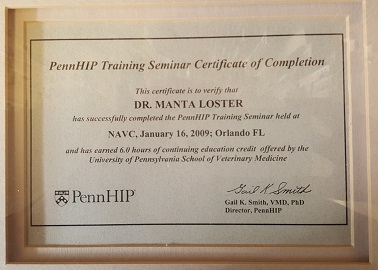 PennHIP Training Seminar Certificate of Completion
This certificate is to verify that
DR. MANTA LOSTER
has successfully completed the PennHIP Training Seminar held at
NAVC, January 16, 2009; Orlando FL
and has earned 6.0 hours of continuing education credit offered by the
University of Pennsylvania School of Veterinary Medicine
PennHIP
Gail K Smith
Gail K. Smith, VMD, PhD
Director, PennHIP